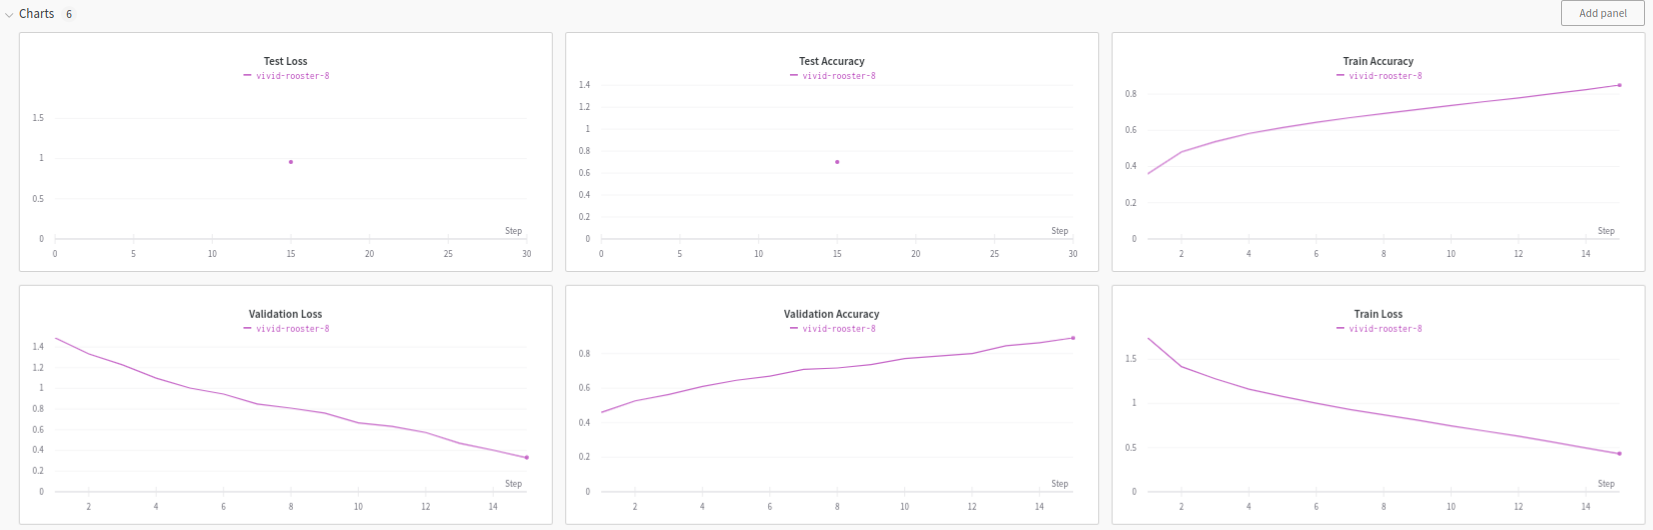 Charts 6
Add panel
Test Loss
vivid-rooster-8
1.5
1
0.5
0
Step
0 5 10 15 20 25 30
Test Accuracy
vivid-rooster-8
1.4
1.2
1
0.8
0.6
0.4
0.2
0
Step
0 5 10 15 20 25 30
Train Accuracy
vivid-rooster-8
0.8
0.6
0.4
0.2
0
Step
2 4 6 8 10 12 14
Validation Loss
vivid-rooster-8
1.4
1.2
1
0.8
0.6
0.4
0.2
0
Step
2 4 6 8 10 12 14
Validation Accuracy
vivid-rooster-8
0.8
0.6
0.4
0.2
0
Step
2 4 6 8 10 12 14
Train Loss
vivid-rooster-8
1.5
1
0.5
0
Step
2 4 6 8 10 12 14